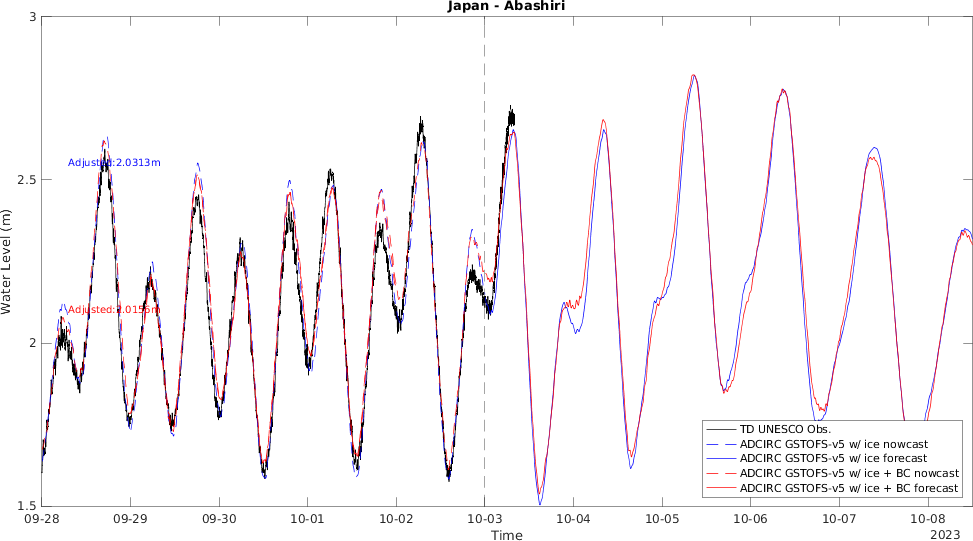 Japan - Abashiri
Water Level (m)
3
2.5
2
1.5
Adjusted:2.0313m
Adjusted:2.0156m
09-28
09-29
09-30
10-01
10-02
10-03
10-04
10-05
10-06
10-07
10-08
Time
2023
TD UNESCO Obs.
ADCIRC GSTOFS-v5 w/ ice nowcast
ADCIRC GSTOFS-v5 w/ ice forecast
ADCIRC GSTOFS-v5 w/ ice + BC nowcast
ADCIRC GSTOFS-v5 w/ ice + BC forecast